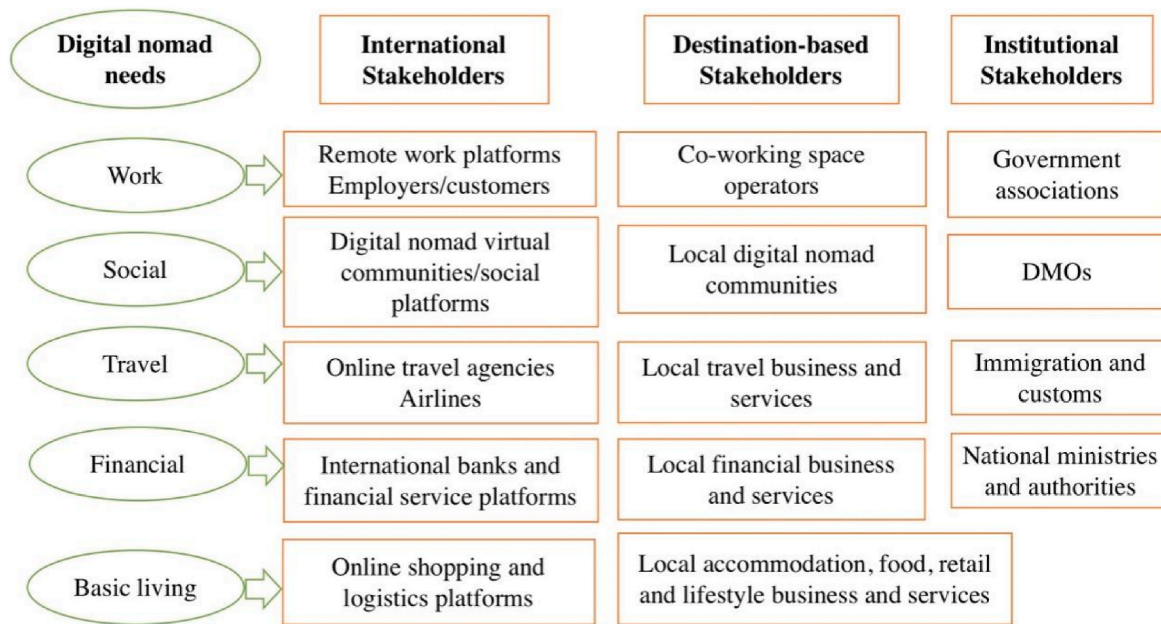 Digital nomad
needs
International
Stakeholders
Destination-based
Stakeholders
Institutional
Stakeholders
Work
Remote work platforms
Employers/customers
Co-working space
operators
Government
associations
Social
Digital nomad virtual
communities/social
platforms
Local digital nomad
communities
DMOs
Travel
Online travel agencies
Airlines
Local travel business and
services
Immigration and
customs
Financial
International banks and
financial service platforms
Local financial business
and services
National ministries
and authorities
Basic living
Online shopping and
logistics platforms
Local accommodation, food, retail
and lifestyle business and services